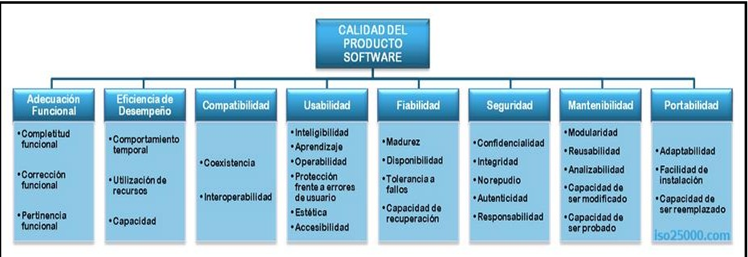 CALIDAD DEL
PRODUCTO
SOFTWARE
Adecuación
Funcional
•Completitud
funcional
•Corrección
funcional
•Pertinencia
funcional
Eficiencia de
Desempeño
•Comportamiento
temporal
•Utilización de
recursos
•Capacidad
Compatibilidad
•Coexistencia
•Interoperabilidad
Usabilidad
•Inteligibilidad
•Aprendizaje
•Operabilidad
•Protección
frente a errores
de usuario
•Estética
•Accesibilidad
Fiabilidad
•Madurez
•Disponibilidad
•Tolerancia a
fallos
•Capacidad de
recuperación
Seguridad
•Confidencialidad
•Integridad
•No repudio
•Autenticidad
•Responsabilidad
Mantenibilidad
•Modularidad
•Reusabilidad
•Analizabilidad
•Capacidad de
ser modificado
•Capacidad de
ser probado
Portabilidad
•Adaptabilidad
•Facilidad de
instalación
•Capacidad de
ser reemplazado
iso25000.com